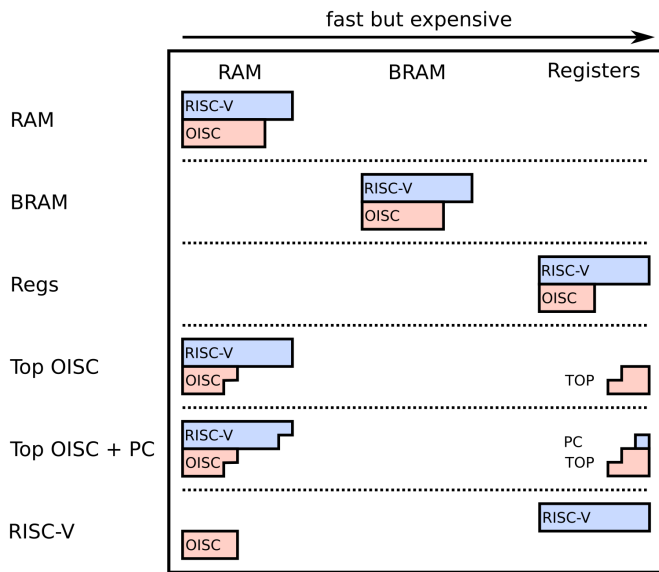 fast but expensive
RAM BRAM Registers
RAM
RISC-V
OISC
BRAM
RISC-V
OISC
Regs
RISC-V
OISC
Top OISC
RISC-V
OISC
TOP
Top OISC + PC
RISC-V
OISC
PC
TOP
RISC-V
RISC-V
OISC